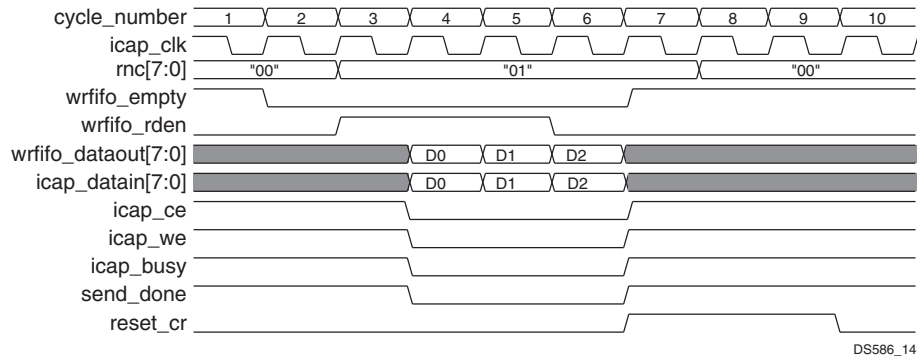 cycle_number 1 2 3 4 5 6 7 8 9 10
icap_clk
rnc[7:0] "00" "01" "00"
wrfifo_empty
wrfifo_rden
wrfifo_dataout[7:0] D0 D1 D2
icap_datain[7:0] D0 D1 D2
icap_ce
icap_we
icap_busy
send_done
reset_cr
DS586_14